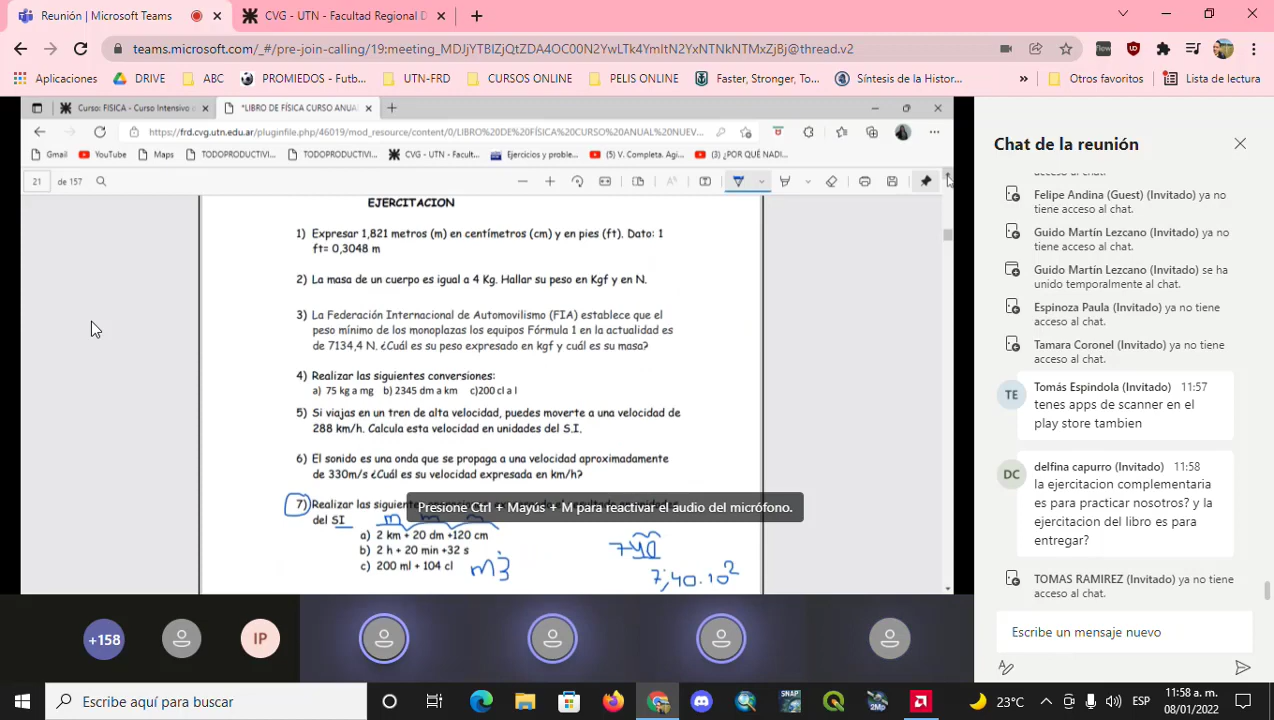 Reunión | Microsoft Teams
CVG - UTN - Facultad Regional D
teams.microsoft.com/_#/pre-join-calling/19:meeting_MDJjYTBlZjQtZDA4OC00N2YwLTk4YmItN2YxNTNkNTMxZjBj@thread.v2
Aplicaciones DRIVE ABC PROMIEDOS - Futb... UTN-FRD CURSOS ONLINE PELIS ONLINE Faster, Stronger, To... Síntesis de la Histor... » Otros favoritos Lista de lectura
Curso: FISICA - Curso Intensivo
*LIBRO DE FÍSICA CURSO ANUA
https://frd.cvg.utn.edu.ar/pluginfile.php/46019/mod_resource/content/0/LIBRO%20DE%20FÍSICA%20CURSO%20ANUAL%20NUEV...
Gmail YouTube Maps TODOPRODUCTIVI... TODOPRODUCTIVI... CVG - UTN - Facult... Ejercicios y proble... (5) V. Completa. Agi... (3) ¿POR QUÉ NADI...
21 de 157
EJERCITACION
1) Expresar 1,821 metros (m) en centímetros (cm) y en pies (ft). Dato: 1
ft= 0,3048 m
2) La masa de un cuerpo es igual a 4 Kg. Hallar su peso en Kgf y en N.
3) La Federación Internacional de Automovilismo (FIA) establece que el
peso mínimo de los monoplazas los equipos Fórmula 1 en la actualidad es
de 7134,4 N. ¿Cuál es su peso expresado en kgf y cuál es su masa?
4) Realizar las siguientes conversiones:
a) 75 kg a mg b) 2345 dm a km c)200 cl a l
5) Si viajas en un tren de alta velocidad, puedes moverte a una velocidad de
288 km/h. Calcula esta velocidad en unidades del S.I.
6) El sonido es una onda que se propaga a una velocidad aproximadamente
de 330m/s ¿Cuál es su velocidad expresada en km/h?
7) Realizar las siguient
Presione Ctrl + Mayús + M para reactivar el audio del micrófono.
del SI
m m m
a) 2 km + 20 dm +120 cm
b) 2 h + 20 min +32 s
c) 200 ml + 104 cl m3
740
7,40.10²
+158
IP
Chat de la reunión
acceso al chat.
Felipe Andina (Guest) (Invitado) ya no
tiene acceso al chat.
Guido Martín Lezcano (Invitado) ya no
tiene acceso al chat.
Guido Martín Lezcano (Invitado) se ha
unido temporalmente al chat.
Espinoza Paula (Invitado) ya no tiene
acceso al chat.
Tamara Coronel (Invitado) ya no tiene
acceso al chat.
TE
Tomás Espindola (Invitado) 11:57
tenes apps de scanner en el
play store tambien
DC
delfina capurro (Invitado) 11:58
la ejercitacion complementaria
es para practicar nosotros? y la
ejercitacion del libro es para
entregar?
TOMAS RAMIREZ (Invitado) ya no tiene
acceso al chat.
Escribe un mensaje nuevo
Escribe aquí para buscar
SNAP
2Mp
23°C
ESP
11:58 a. m.
08/01/2022